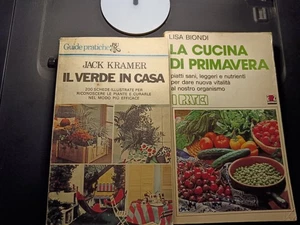 Guide pratiche
JACK KRAMER
IL VERDE IN CASA
200 SCHEDE ILLUSTRATE PER
RICONOSCERE LE PIANTE E CURARLE
NEL MODO PIÙ EFFICACE
LISA BIONDI
LA CUCINA
DI PRIMAVERA
piatti sani, leggeri e nutrienti
per dare nuova vitalità
al nostro organismo
I PRATICI